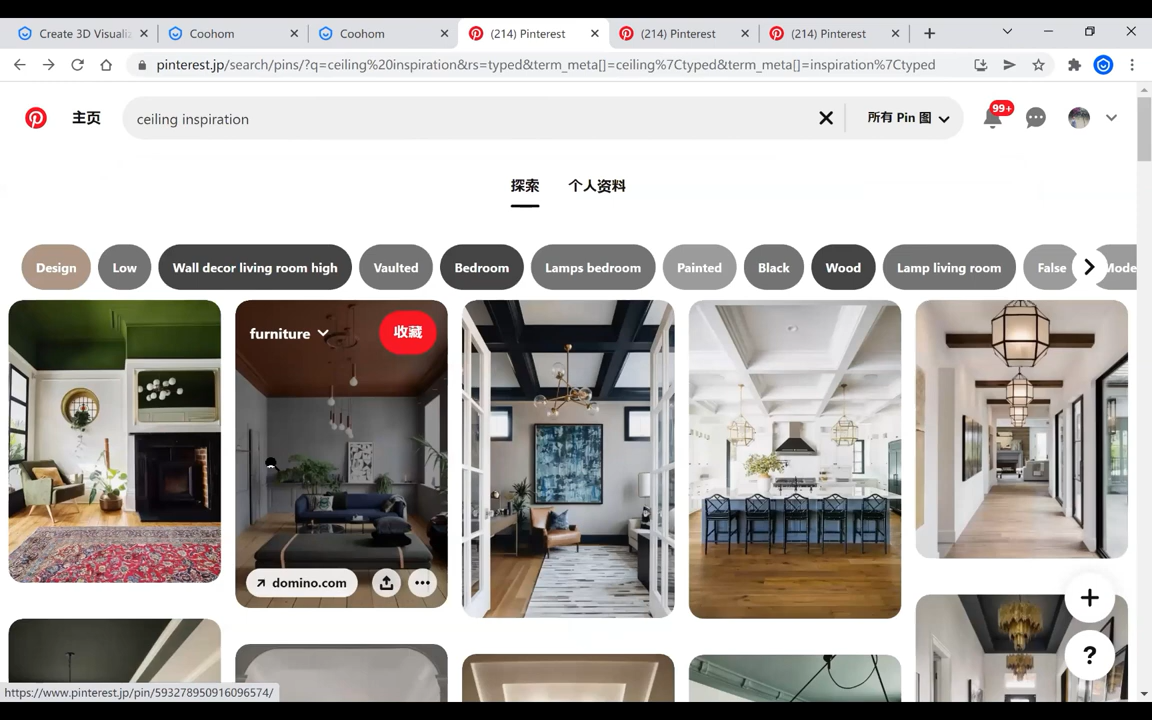 Create 3D Visualiz
Coohom
Coohom
(214) Pinterest
(214) Pinterest
(214) Pinterest
pinterest.jp/search/pins/?q=ceiling%20inspiration&rs=typed&term_meta[]=ceiling%7Ctyped&term_meta[]=inspiration%7Ctyped
主页
ceiling inspiration
所有 Pin 图
99+
探索
个人资料
Design
Low
Wall decor living room high
Vaulted
Bedroom
Lamps bedroom
Painted
Black
Wood
Lamp living room
False
Mode
furniture
收藏
domino.com
+
?
https://www.pinterest.jp/pin/593278950916096574/